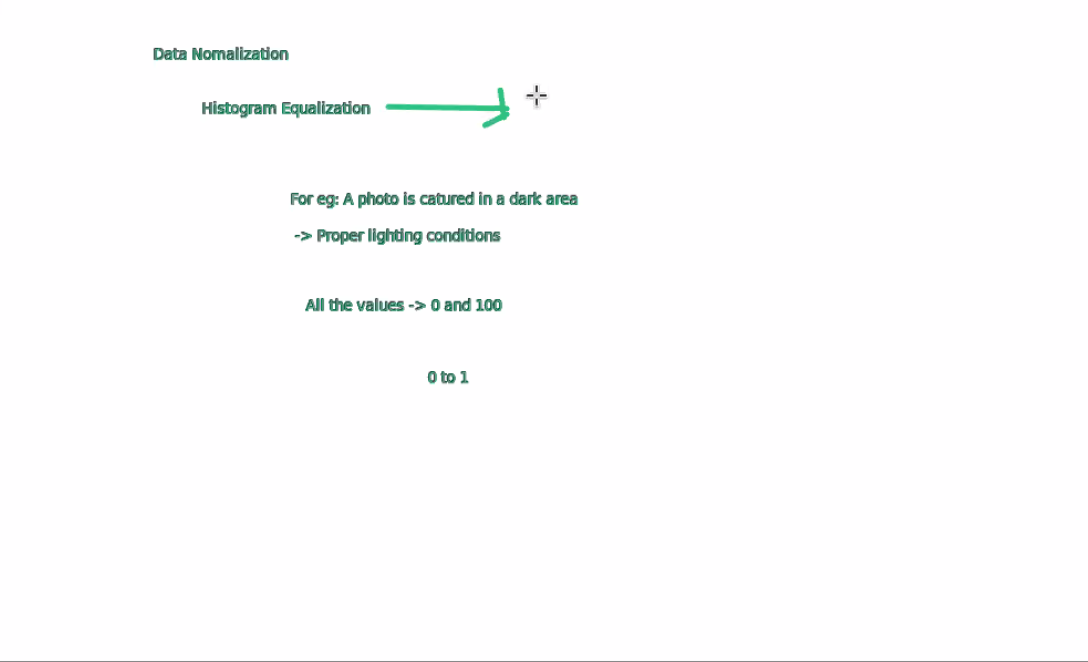 Data Nomalization
Histogram Equalization
For eg: A photo is catured in a dark area
-> Proper lighting conditions
All the values -> 0 and 100
0 to 1